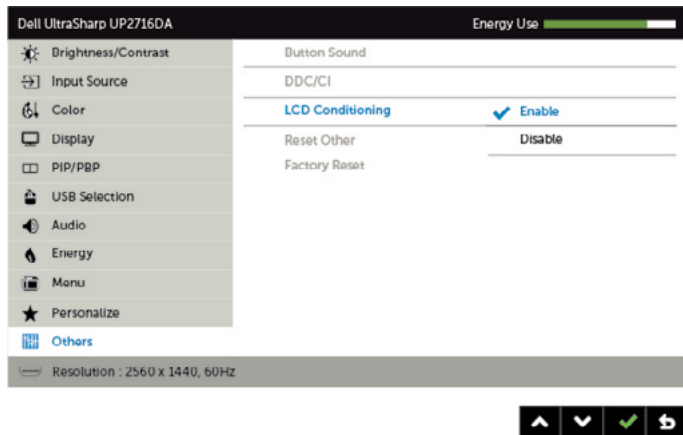 Dell UltraSharp UP2716DA Energy Use
Brightness/Contrast Button Sound
Input Source DDC/CI
Color LCD Conditioning Enable
Display Reset Other Disable
PIP/PBP Factory Reset
USB Selection
Audio
Energy
Menu
Personalize
Others
Resolution : 2560 x 1440, 60Hz